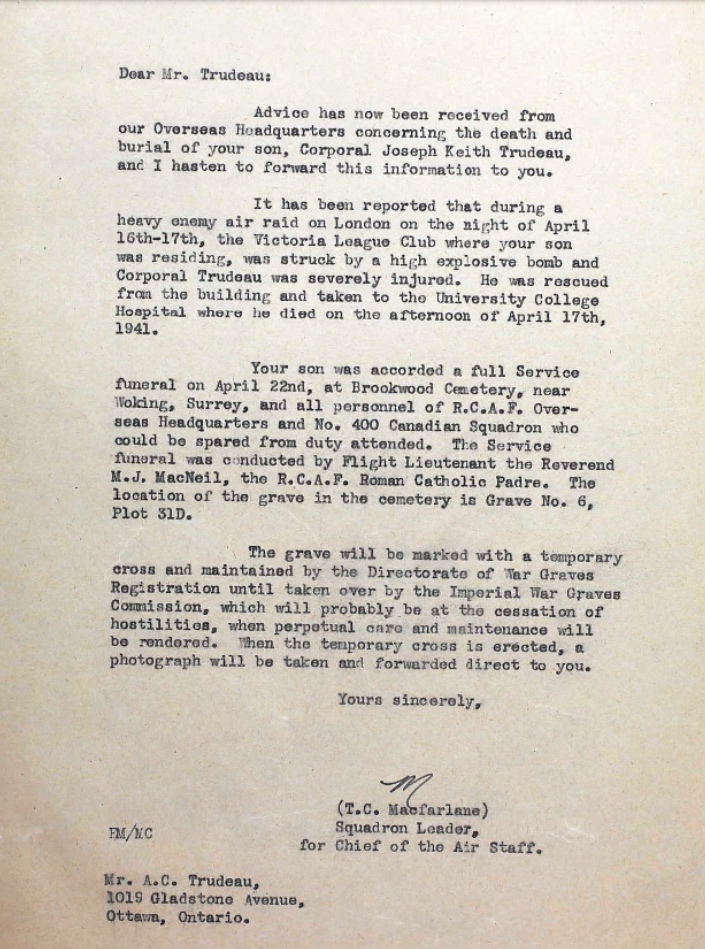 Dear Mr. Trudeau:
Advice has now been received from
our Overseas Headquarters concerning the death and
burial of your son, Corporal Joseph Keith Trudeau,
and I hasten to forward this information to you.
It has been reported that during a
heavy enemy air raid on London on the night of April
16th-17th, the Victoria League Club where your son
was residing, was struck by a high explosive bomb and
Corporal Trudeau was severely injured. He was rescued
from the building and taken to the University College
Hospital where he died on the afternoon of April 17th,
1941.
Your son was accorded a full Service
funeral on April 22nd, at Brookwood Cemetery, near
Woking, Surrey, and all personnel of R.C.A.F. Over-
seas Headquarters and No. 400 Canadian Squadron who
could be spared from duty attended. The Service
funeral was conducted by Flight Lieutenant the Reverend
M.J. MacNeil, the R.C.A.F. Roman Catholic Padre. The
location of the grave in the cemetery is Grave No. 6,
Plot 31D.
The grave will be marked with a temporary
cross and maintained by the Directorate of War Graves
Registration until taken over by the Imperial War Graves
Commission, which will probably be at the cessation of
hostilities, when perpetual care and maintenance will
be rendered. When the temporary cross is erected, a
photograph will be taken and forwarded direct to you.
Yours sincerely,
M
(T.C. Macfarlane)
Squadron Leader,
for Chief of the Air Staff.
FM/MC
Mr. A.C. Trudeau,
1019 Gladstone Avenue,
Ottawa, Ontario.